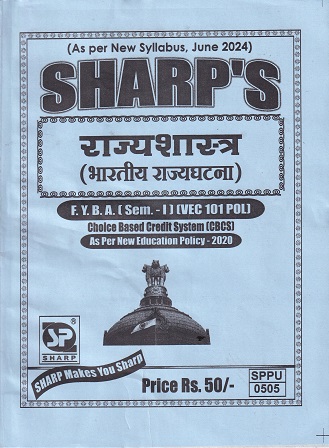 (As per New Syllabus, June 2024)
SHARP'S
राज्यशास्त्र
(भारतीय राज्यघटना)
F. Y. B. A. ( Sem. - I ) (VEC 101 POL)
Choice Based Credit System (CBCS)
As Per New Education Policy - 2020
SP
SHARP
SHARP Makes You Sharp
Price Rs. 50/-
SPPU
0505